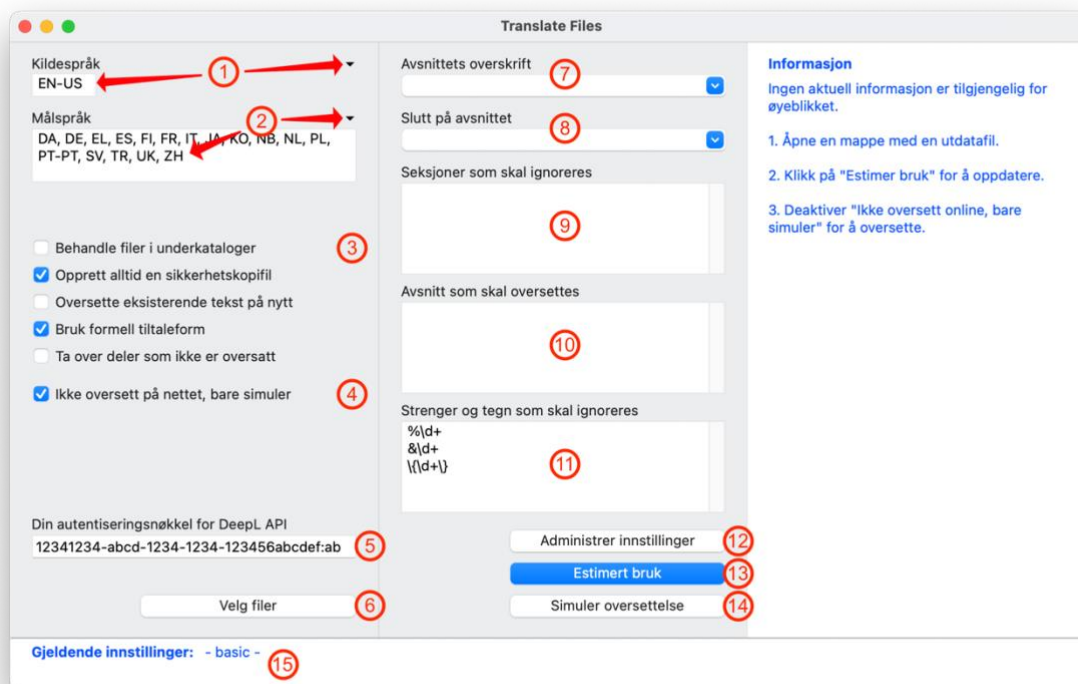 Translate Files
Kildespråk
1
EN-US
Målspråk
2
DA, DE, EL, ES, FI, FR, IT, JA, KO, NB, NL, PL,
PT-PT, SV, TR, UK, ZH
Behandle filer i underkataloger
3
Opprett alltid en sikkerhetskopifil
Oversette eksisterende tekst på nytt
Bruk formell tiltaleform
Ta over deler som ikke er oversatt
Ikke oversett på nettet, bare simuler
4
Din autentiseringsnøkkel for DeepL API
12341234-abcd-1234-1234-123456abcdef:ab
5
Velg filer
6
Avsnittets overskrift
7
Slutt på avsnittet
8
Seksjoner som skal ignoreres
9
Avsnitt som skal oversettes
10
Strenger og tegn som skal ignoreres
%\d+
&\d+
\{\d+\}
11
Administrer innstillinger
12
Estimert bruk
13
Simuler oversettelse
14
Informasjon
Ingen aktuell informasjon er tilgjengelig for
øyeblikket.
1. Åpne en mappe med en utdatafil.
2. Klikk på "Estimer bruk" for å oppdatere.
3. Deaktiver "Ikke oversett online, bare
simuler" for å oversette.
Gjeldende innstillinger: - basic -
15